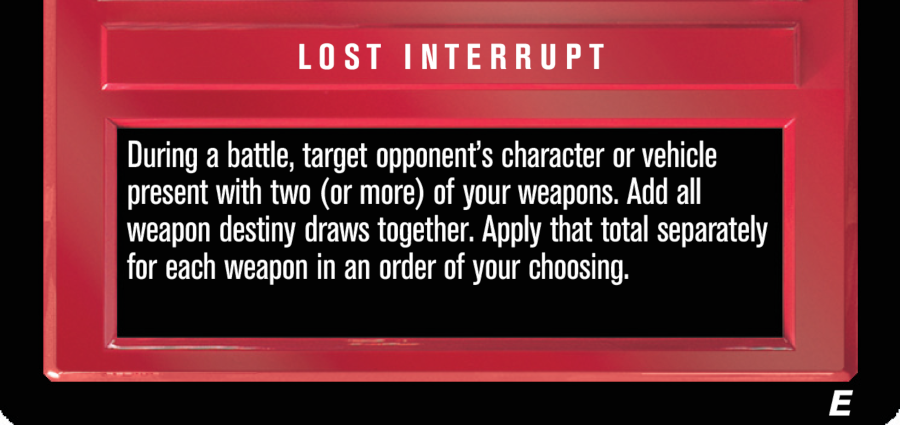 LOST INTERRUPT
During a battle, target opponent's character or vehicle
present with two (or more) of your weapons. Add all
weapon destiny draws together. Apply that total separately
for each weapon in an order of your choosing.
E